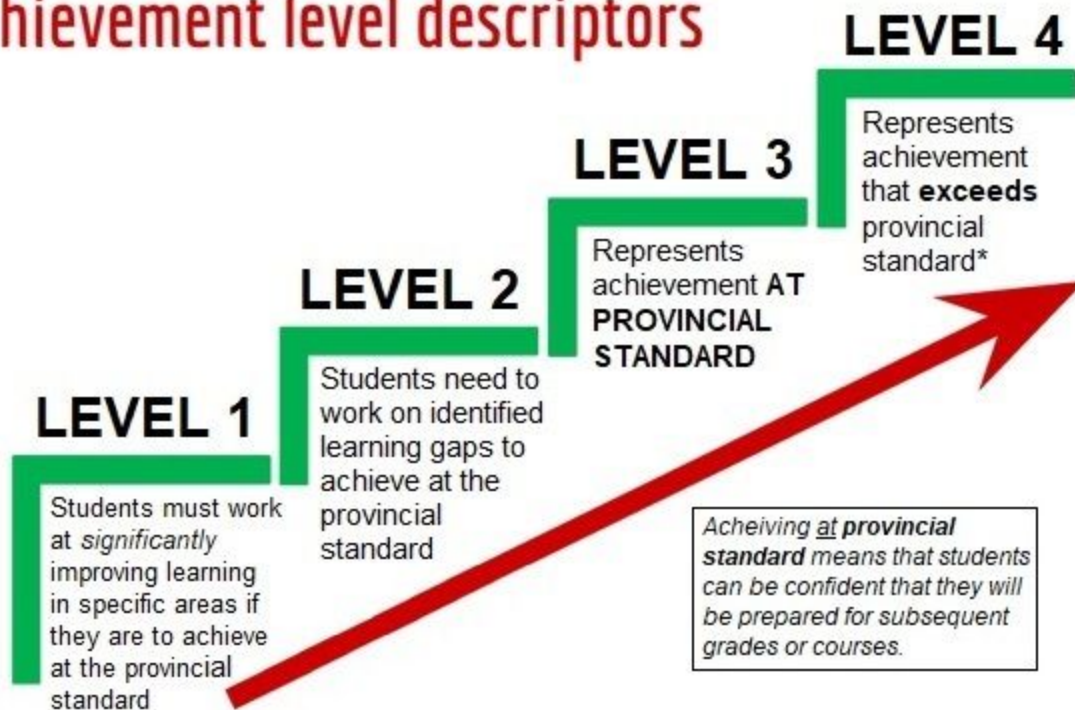 hievement level descriptors
LEVEL 4
Represents
achievement
that exceeds
provincial
standard*
LEVEL 3
Represents
achievement AT
PROVINCIAL
STANDARD
LEVEL 2
Students need to
work on identified
learning gaps to
achieve at the
provincial
standard
LEVEL 1
Students must work
at significantly
improving learning
in specific areas if
they are to achieve
at the provincial
standard
Acheiving at provincial
standard means that students
can be confident that they will
be prepared for subsequent
grades or courses.